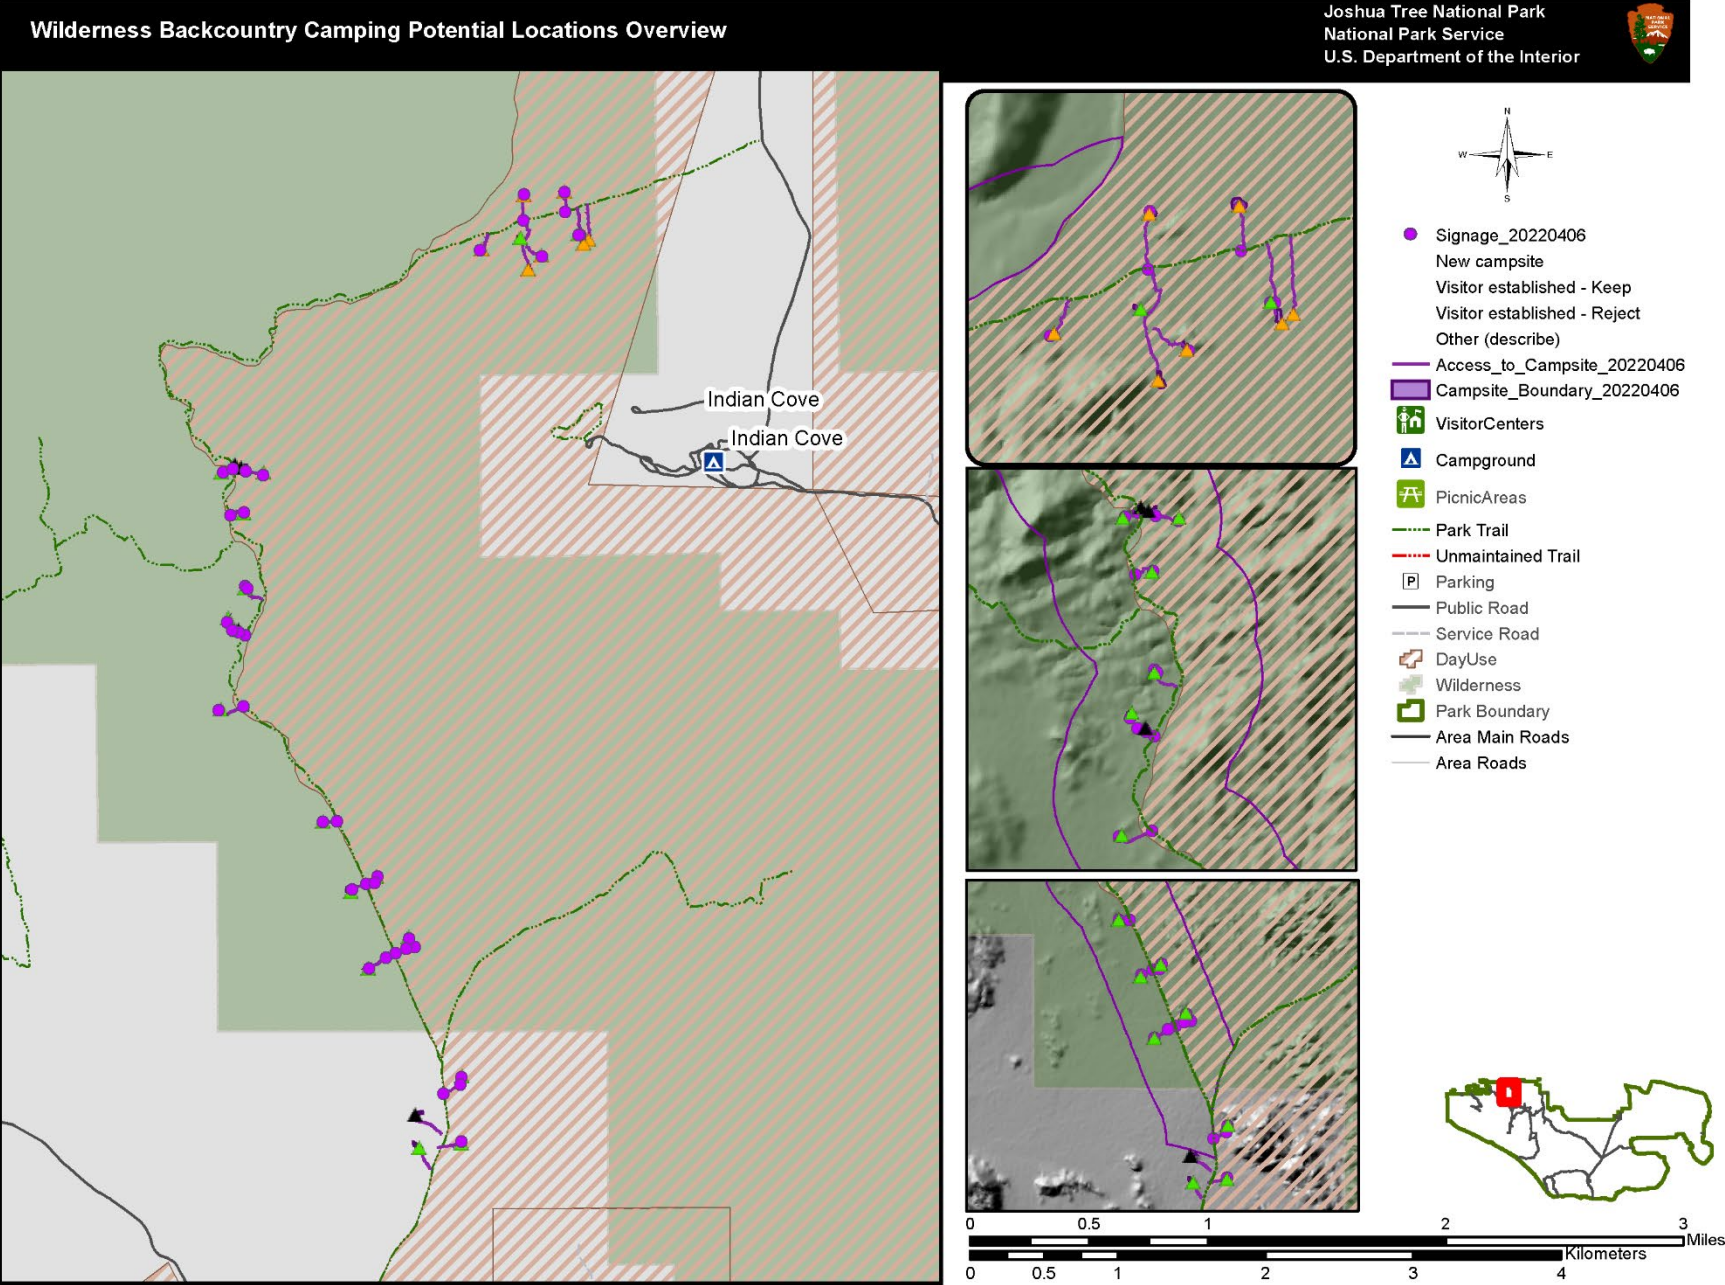 Wilderness Backcountry Camping Potential Locations Overview
Joshua Tree National Park
National Park Service
U.S. Department of the Interior
NATIONAL
PARK
SERVICE
Indian Cove
Indian Cove
N
W E
S
Signage_20220406
New campsite
Visitor established - Keep
Visitor established - Reject
Other (describe)
Access_to_Campsite_20220406
Campsite_Boundary_20220406
VisitorCenters
Campground
PicnicAreas
Park Trail
Unmaintained Trail
P Parking
Public Road
Service Road
DayUse
Wilderness
Park Boundary
Area Main Roads
Area Roads
0 0.5 1 2 3
Miles
Kilometers
0 0.5 1 2 3 4